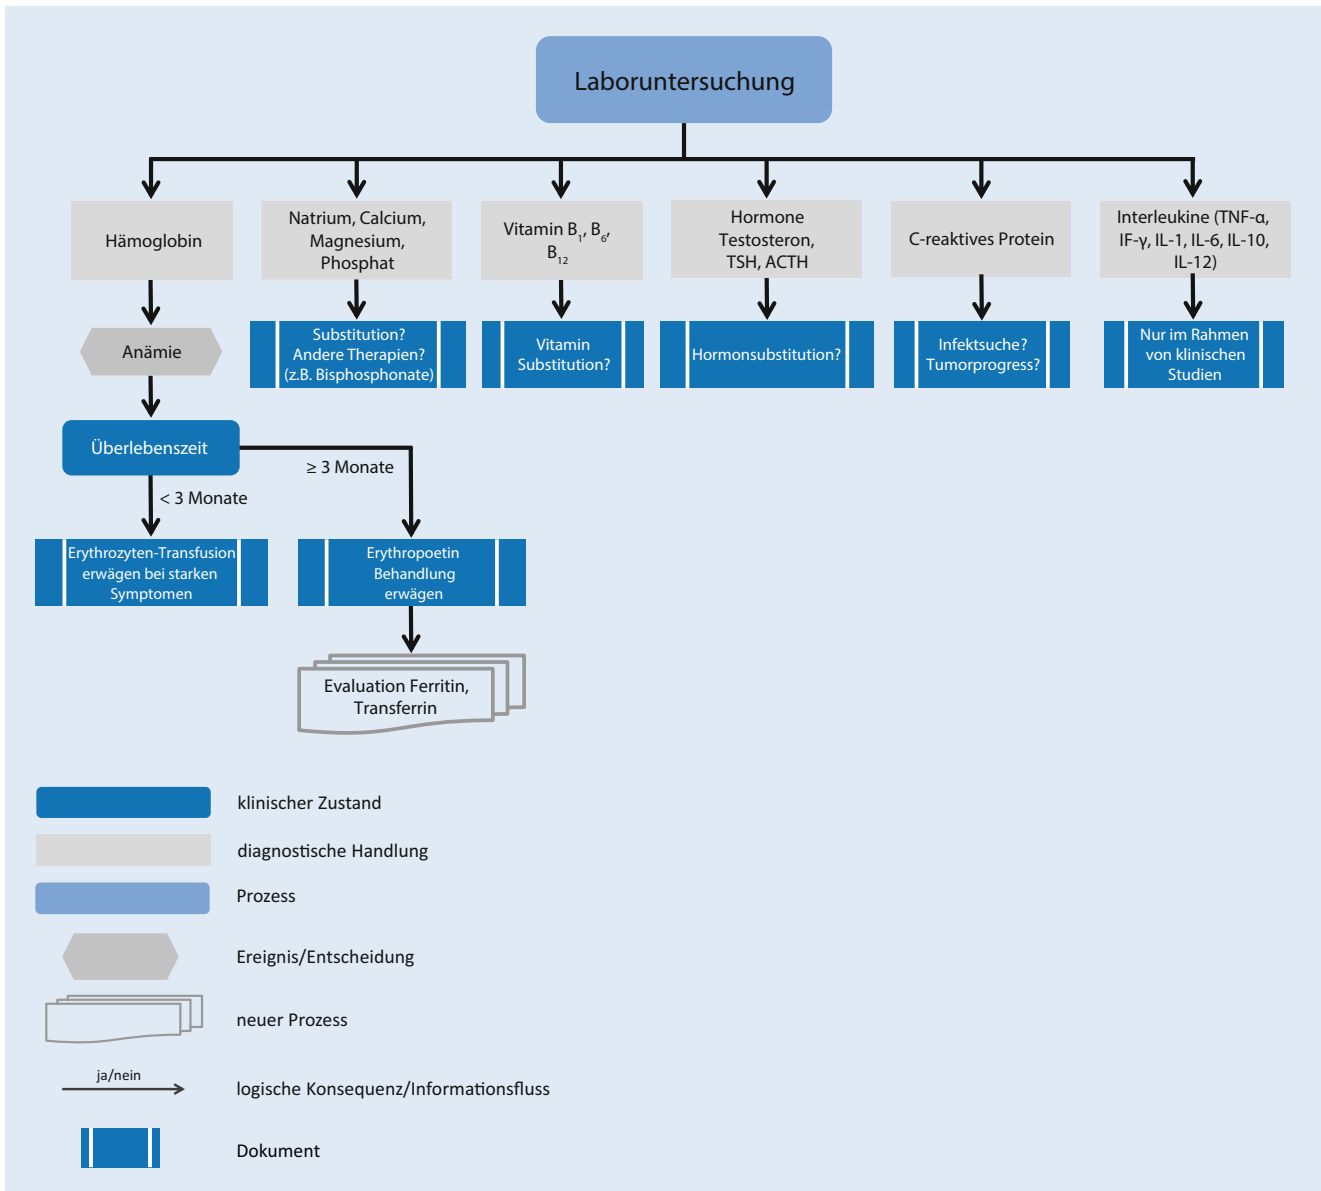 Laboruntersuchung
Hämoglobin
Natrium, Calcium,
Magnesium,
Phosphat
Vitamin B1, B6,
B12
Hormone
Testosteron,
TSH, ACTH
C-reaktives Protein
Interleukine (TNF-α,
IF-γ, IL-1, IL-6, IL-10,
IL-12)
Anämie
Substitution?
Andere Therapien?
(z.B. Bisphosphonate)
Vitamin
Substitution?
Hormonsubstitution?
Infektsuche?
Tumorprogress?
Nur im Rahmen
von klinischen
Studien
Überlebenszeit
≥ 3 Monate
< 3 Monate
Erythrozyten-Transfusion
erwägen bei starken
Symptomen
Erythropoetin
Behandlung
erwägen
Evaluation Ferritin,
Transferrin
klinischer Zustand
diagnostische Handlung
Prozess
Ereignis/Entscheidung
neuer Prozess
ja/nein
logische Konsequenz/Informationsfluss
Dokument